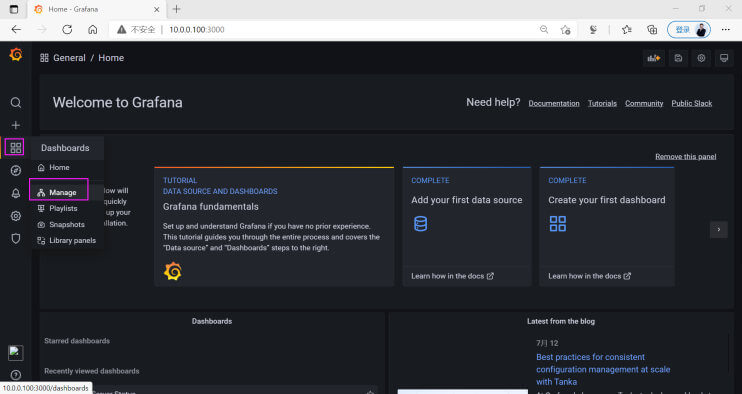 Home - Grafana
不安全 | 10.0.0.100:3000
登录
General / Home
Welcome to Grafana
Need help? Documentation Tutorials Community Public Slack
Dashboards
Home
Manage
Playlists
Snapshots
Library panels
low will
quickly
up your
llation.
Remove this panel
TUTORIAL
DATA SOURCE AND DASHBOARDS
Grafana fundamentals
Set up and understand Grafana if you have no prior experience.
This tutorial guides you through the entire process and covers the
"Data source" and "Dashboards" steps to the right.
COMPLETE
Add your first data source
Learn how in the docs
COMPLETE
Create your first dashboard
Learn how in the docs
Dashboards
Starred dashboards
Recently viewed dashboards
Latest from the blog
7月 12
Best practices for consistent
configuration management at scale
with Tanka
10.0.0.100:3000/dashboards